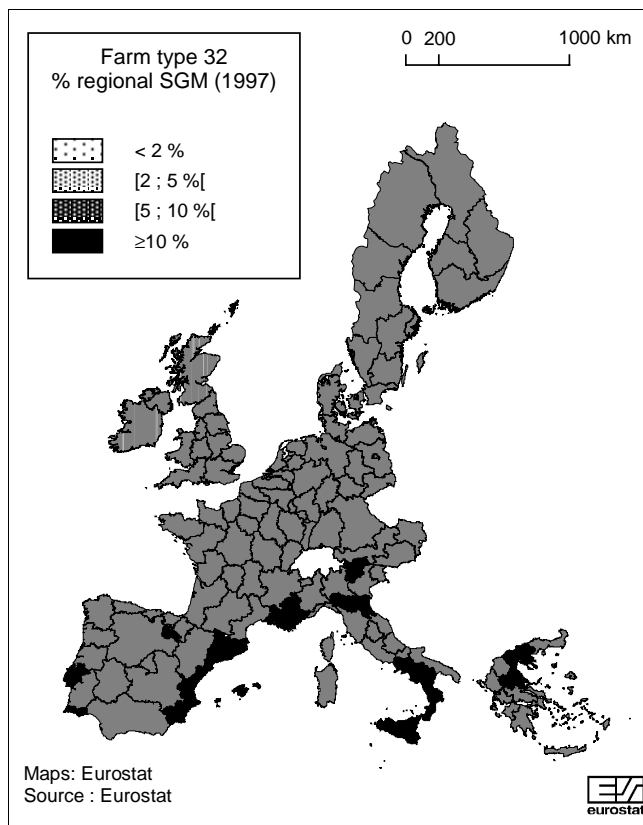 Farm type 32
% regional SGM (1997)
< 2 %
[2 ; 5 %[
[5 ; 10 %[
≥10 %
0 200 1000 km
Maps: Eurostat
Source : Eurostat
eurostat